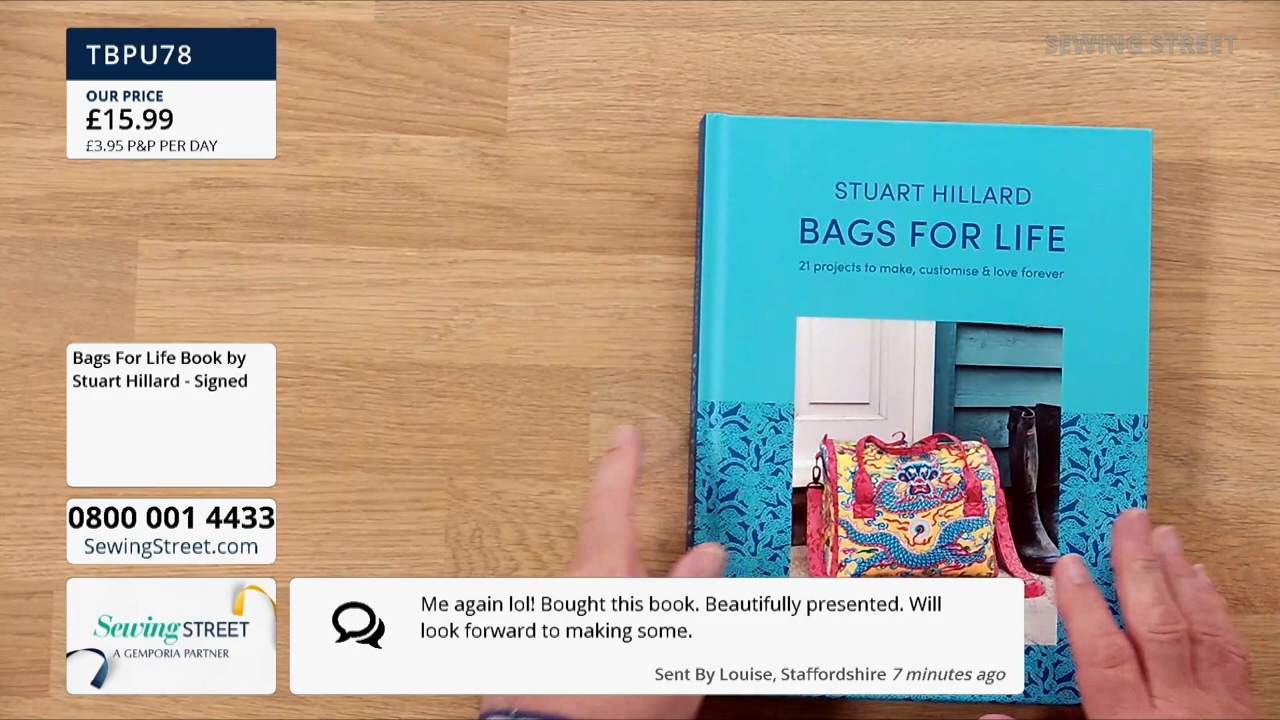 TBPU78
OUR PRICE
£15.99
£3.95 P&P PER DAY
SEWING STREET
STUART HILLARD
BAGS FOR LIFE
21 projects to make, customise & love forever
Bags For Life Book by
Stuart Hillard - Signed
0800 001 4433
SewingStreet.com
Sewing STREET
A GEMPORIA PARTNER
Me again lol! Bought this book. Beautifully presented. Will
look forward to making some.
Sent By Louise, Staffordshire 7 minutes ago